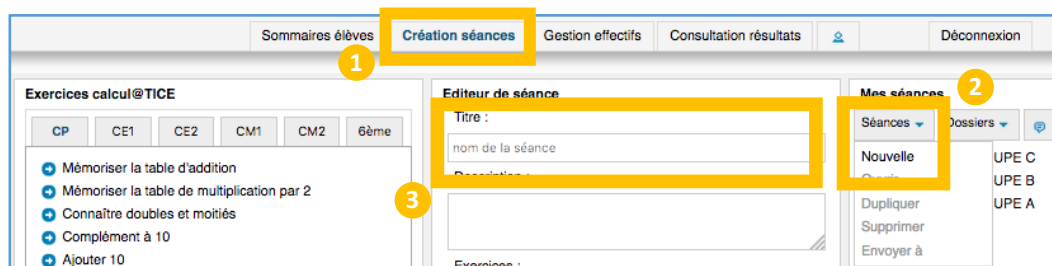 Sommaires élèves Création séances Gestion effectifs Consultation résultats Déconnexion
1
Exercices calcul@TICE
CP CE1 CE2 CM1 CM2 6ème
Mémoriser la table d'addition
Mémoriser la table de multiplication par 2
Connaître doubles et moitiés
Complément à 10
Ajouter 10
Editeur de séance
Titre :
nom de la séance
Description :
3
Exercices :
Mes séances
2
Séances Dossiers
Nouvelle UPE C
Ouvrir UPE B
Dupliquer UPE A
Supprimer
Envoyer à